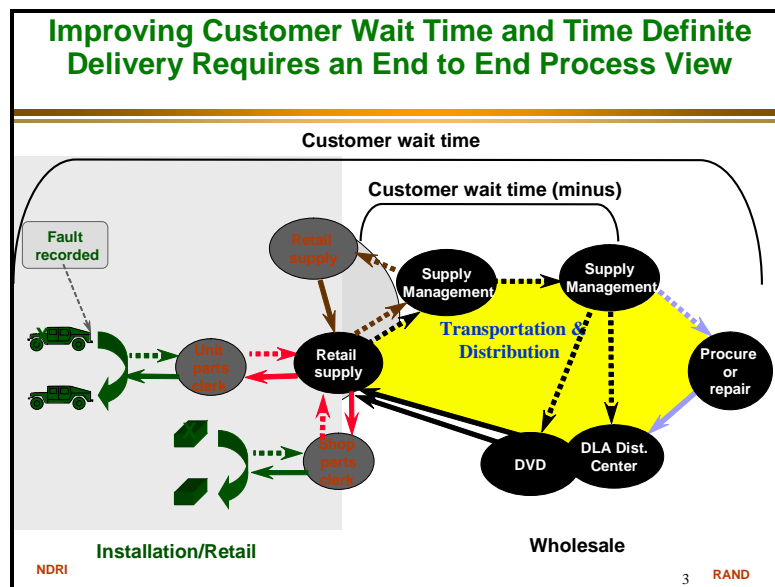 Improving Customer Wait Time and Time Definite
Delivery Requires an End to End Process View
Customer wait time
Customer wait time (minus)
Fault
recorded
Retail
supply
Supply
Management
Supply
Management
Transportation &
Distribution
Unit
parts
clerk
Retail
supply
Procure
or
repair
Shop
parts
clerk
DVD
DLA Dist.
Center
Installation/Retail
Wholesale
NDRI
3
RAND